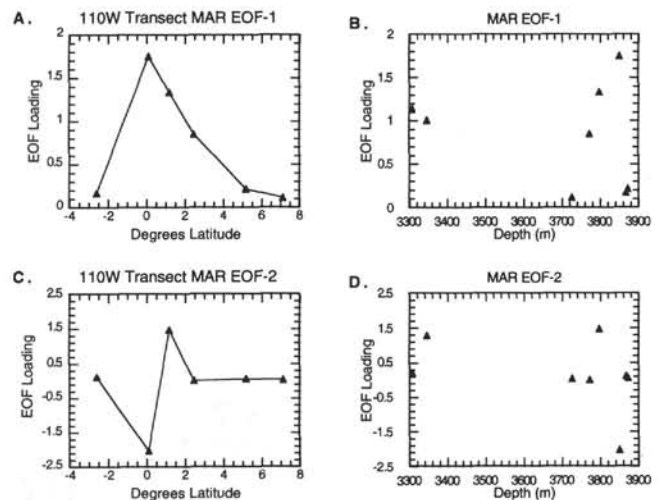 A. 110W Transect MAR EOF-1
2
1.5
1
0.5
0
EOF Loading
-4 -2 0 2 4 6 8
Degrees Latitude
B. MAR EOF-1
2
1.5
1
0.5
0
EOF Loading
3300 3400 3500 3600 3700 3800 3900
Depth (m)
C. 110W Transect MAR EOF-2
2.5
1.5
0.5
-0.5
-1.5
-2.5
EOF Loading
-4 -2 0 2 4 6 8
Degrees Latitude
D. MAR EOF-2
2.5
1.5
0.5
-0.5
-1.5
-2.5
EOF Loading
3300 3400 3500 3600 3700 3800 3900
Depth (m)